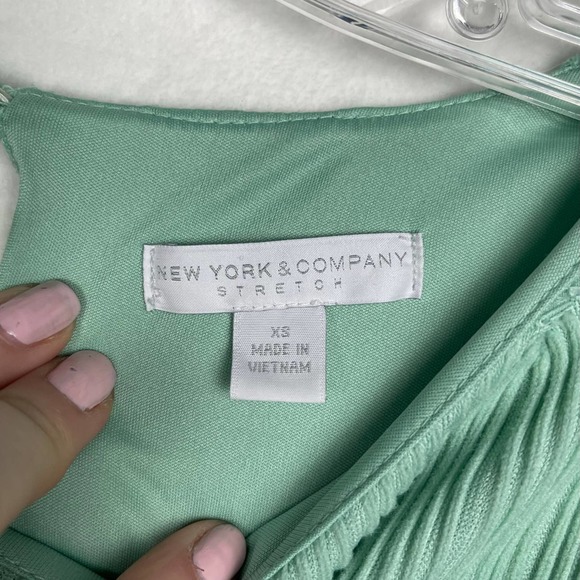 NEW YORK & COMPANY
STRETCH
XS
MADE IN
VIETNAM